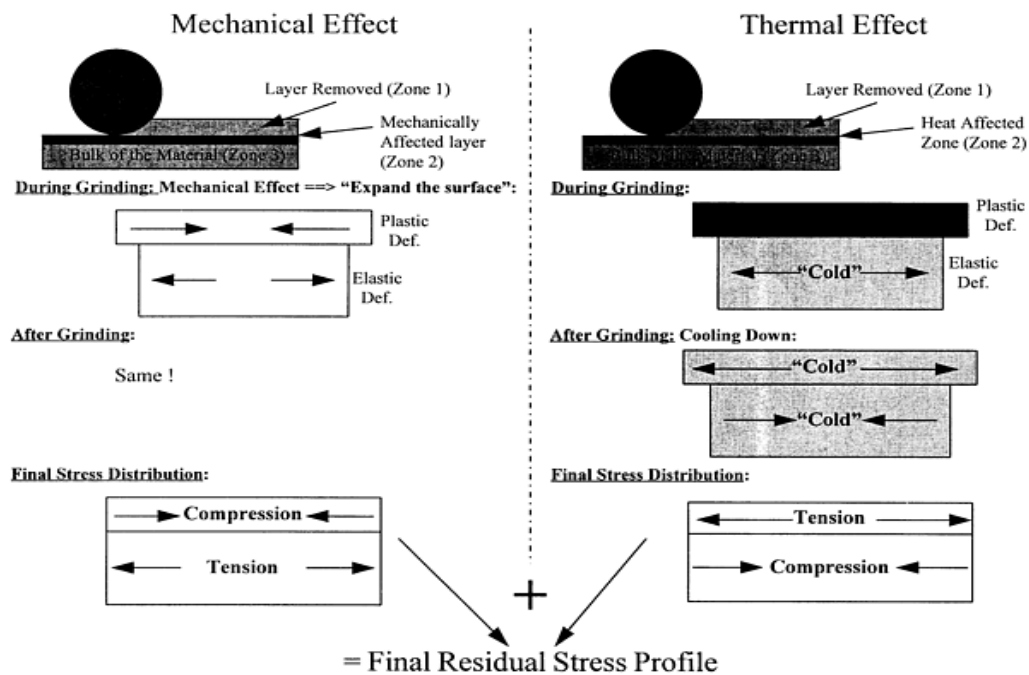 Mechanical Effect
Layer Removed (Zone 1)
Mechanically
Affected layer
(Zone 2)
Bulk of the Material (Zone 3)
During Grinding: Mechanical Effect ==> “Expand the surface”:
Plastic
Def.
Elastic
Def.
After Grinding:
Same !
Final Stress Distribution:
Compression
Tension
Thermal Effect
Layer Removed (Zone 1)
Heat Affected
Zone (Zone 2)
During Grinding:
Plastic
Def.
“Cold”
Elastic
Def.
After Grinding: Cooling Down:
“Cold”
“Cold”
Final Stress Distribution:
Tension
Compression
+
= Final Residual Stress Profile